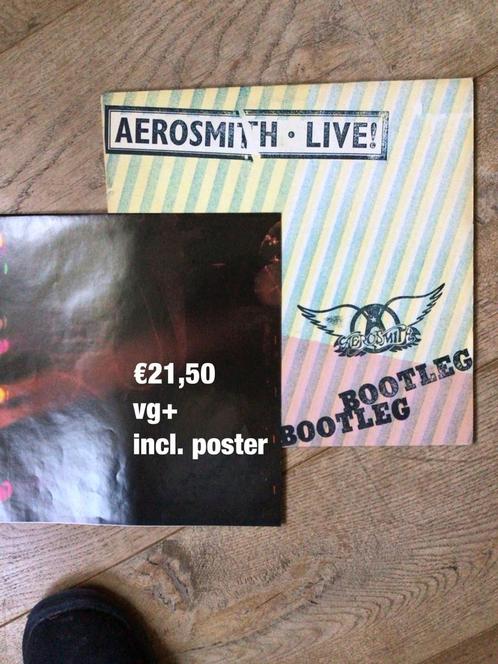 AEROSMITH · LIVE!
AEROSMITH
BOOTLEG
BOOTLEG
€21,50
vg+
incl. poster